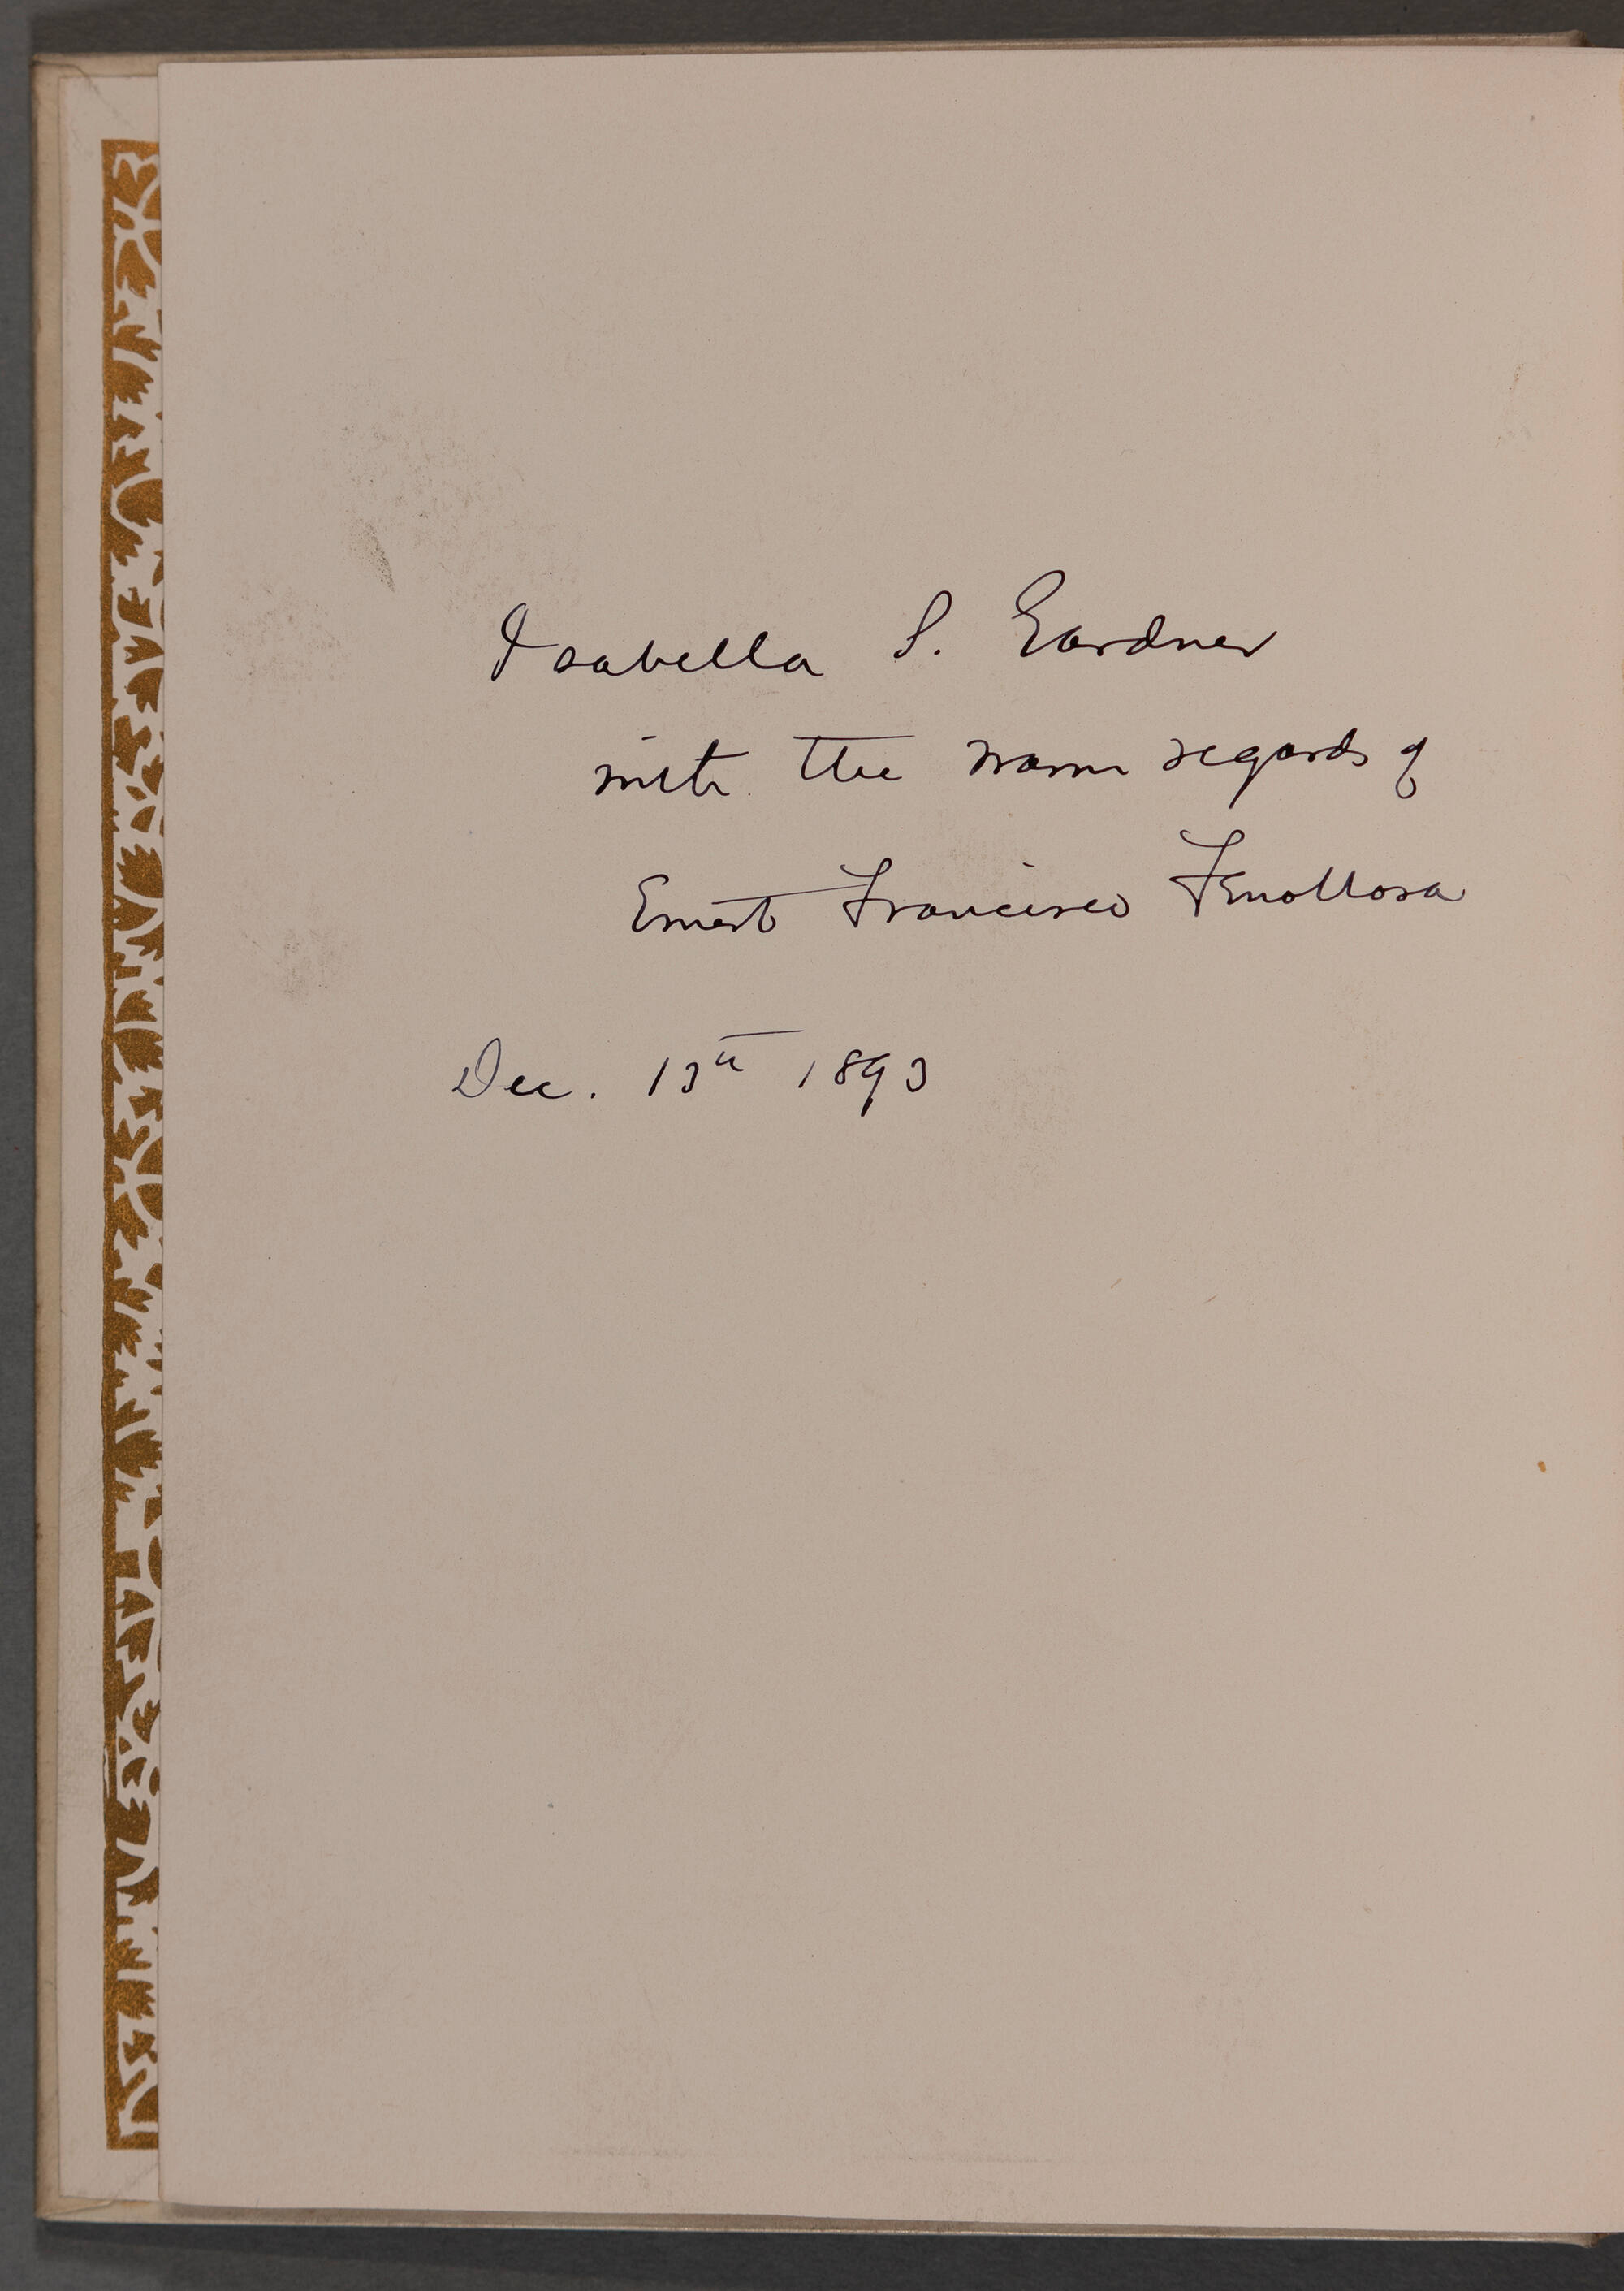 Isabella S. Gardner
with the warm regards of
Ernest Francisco Fenollosa
Dec. 13th 1893